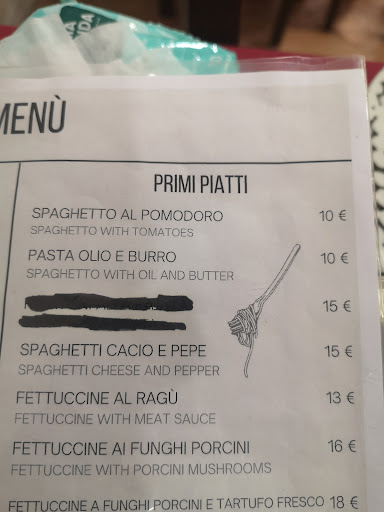 MENÙ
PRIMI PIATTI
SPAGHETTO AL POMODORO 10 €
SPAGHETTO WITH TOMATOES
PASTA OLIO E BURRO 10 €
SPAGHETTO WITH OIL AND BUTTER
15 €
SPAGHETTI CACIO E PEPE 15 €
SPAGHETTI CHEESE AND PEPPER
FETTUCCINE AL RAGÙ 13 €
FETTUCCINE WITH MEAT SAUCE
FETTUCCINE AI FUNGHI PORCINI 16 €
FETTUCCINE WITH PORCINI MUSHROOMS
FETTUCCINE A FUNGHI PORCINI E TARTUFO FRESCO 18 €